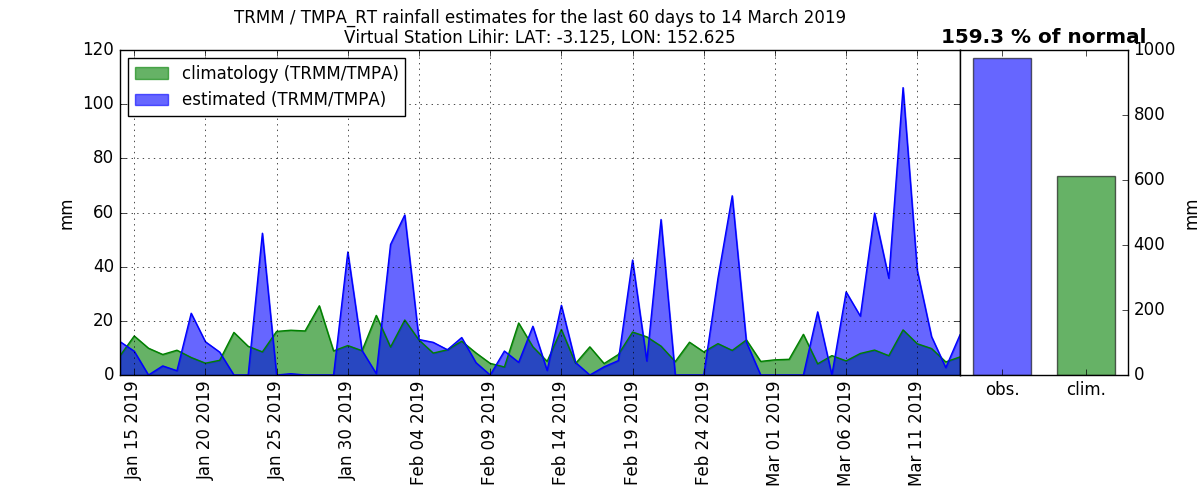 TRMM / TMPA_RT rainfall estimates for the last 60 days to 14 March 2019
Virtual Station Lihir: LAT: -3.125, LON: 152.625
159.3 % of normal
climatology (TRMM/TMPA)
estimated (TRMM/TMPA)
mm
120
100
80
60
40
20
0
Jan 15 2019
Jan 20 2019
Jan 25 2019
Jan 30 2019
Feb 04 2019
Feb 09 2019
Feb 14 2019
Feb 19 2019
Feb 24 2019
Mar 01 2019
Mar 06 2019
Mar 11 2019
obs.
clim.
1000
800
600
400
200
0
mm